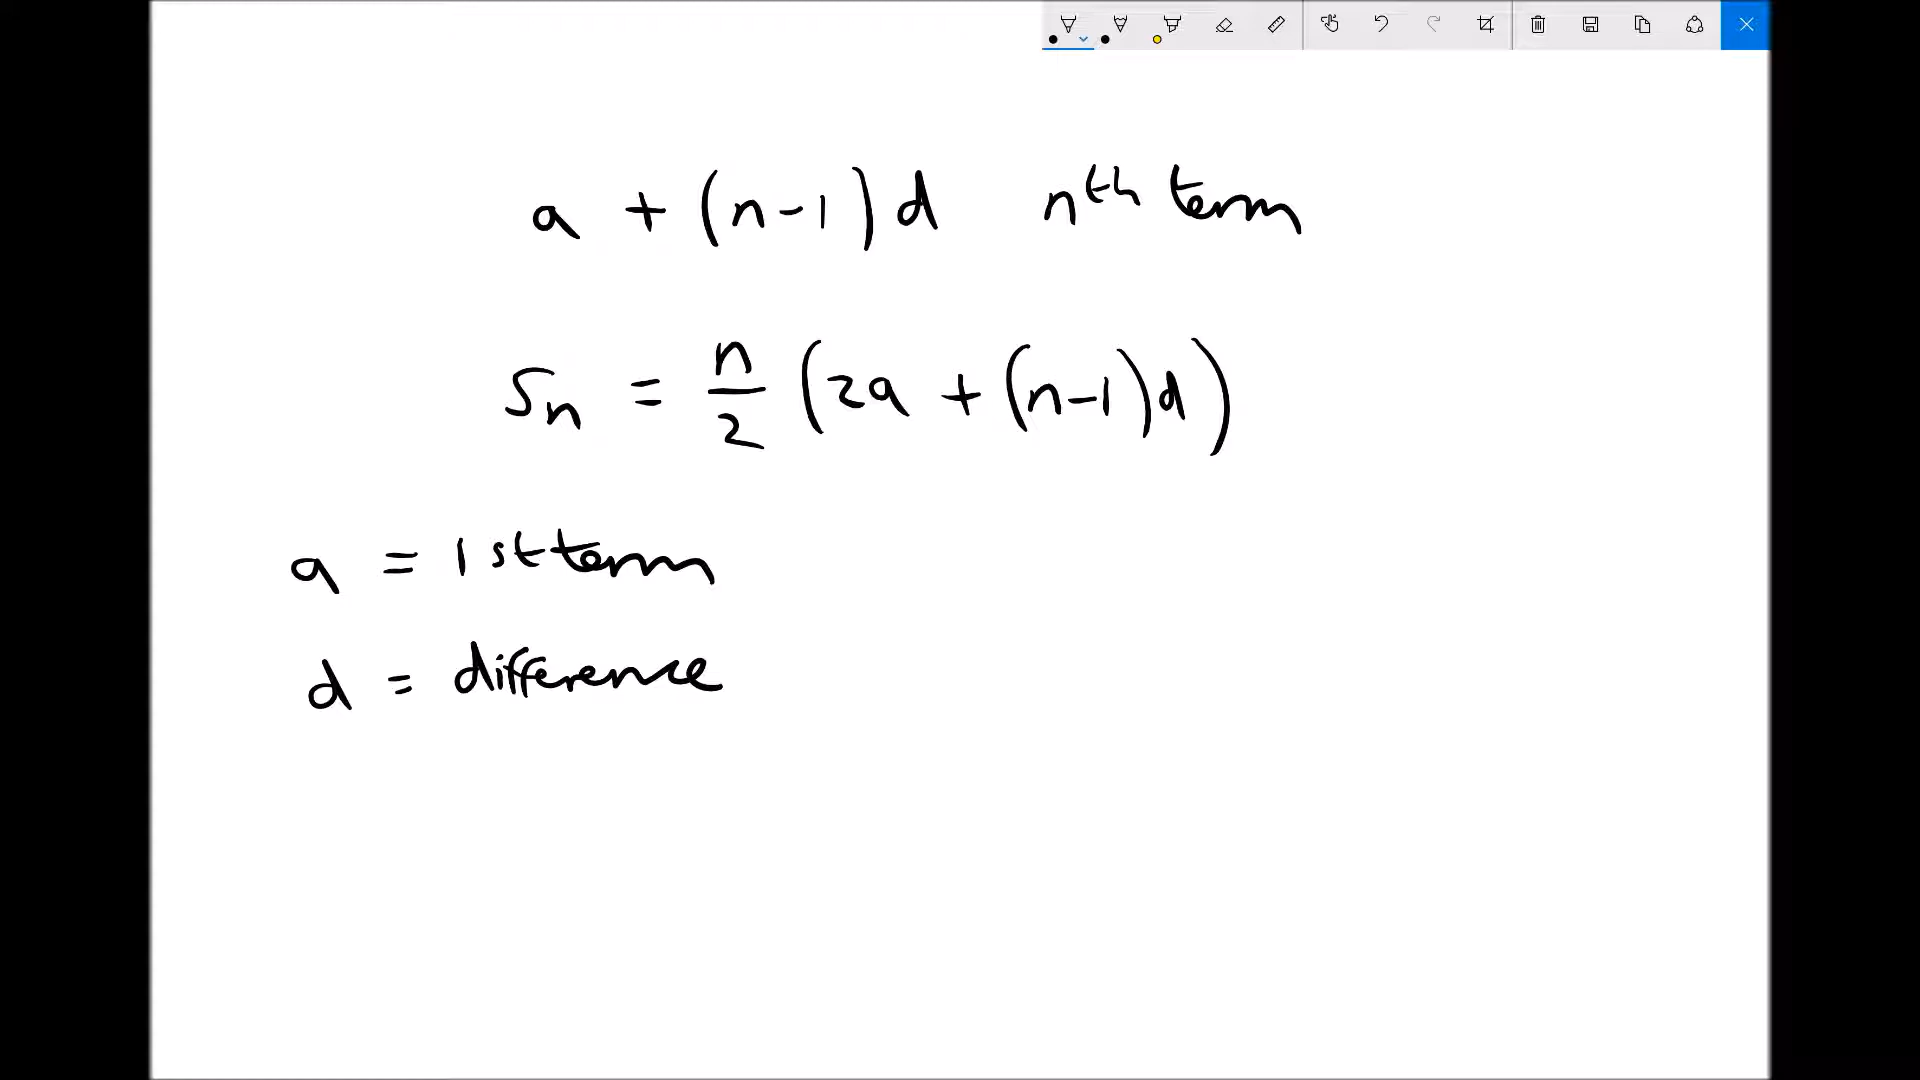 a + (n-1)d nth term
Sn = n/2 (2a + (n-1)d)
a = 1st term
d = difference